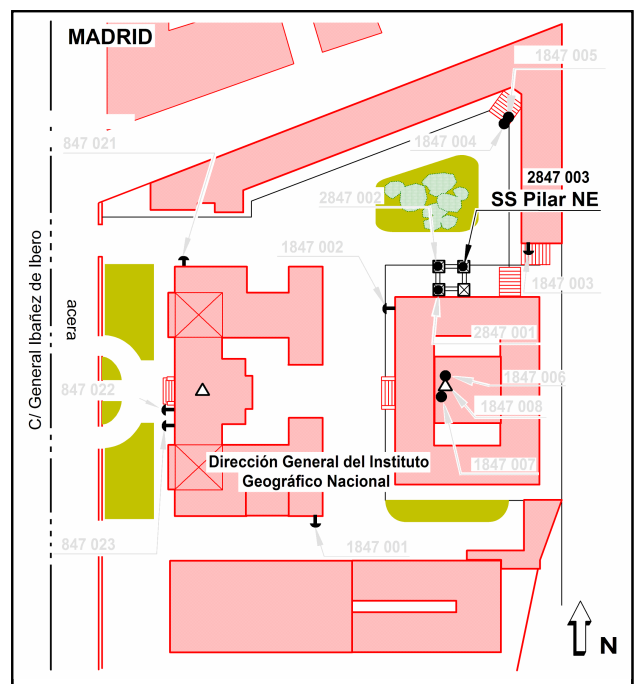 MADRID
1847 005
847 021
1847 004
2847 003
2847 002
SS Pilar NE
1847 002
1847 003
C/ General Ibañez de Ibero
acera
2847 001
847 022
1847 006
1847 008
Dirección General del Instituto
Geográfico Nacional
1847 007
847 023
1847 001
N